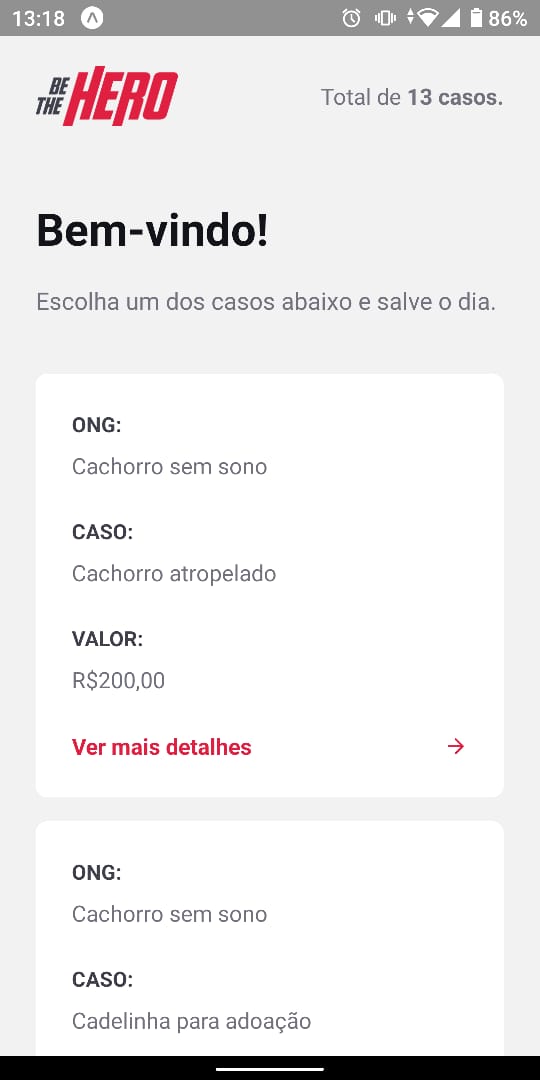 13:18
86%
BE
THE
HERO
Total de 13 casos.
Bem-vindo!
Escolha um dos casos abaixo e salve o dia.
ONG:
Cachorro sem sono
CASO:
Cachorro atropelado
VALOR:
R$200,00
Ver mais detalhes
ONG:
Cachorro sem sono
CASO:
Cadelinha para adoação